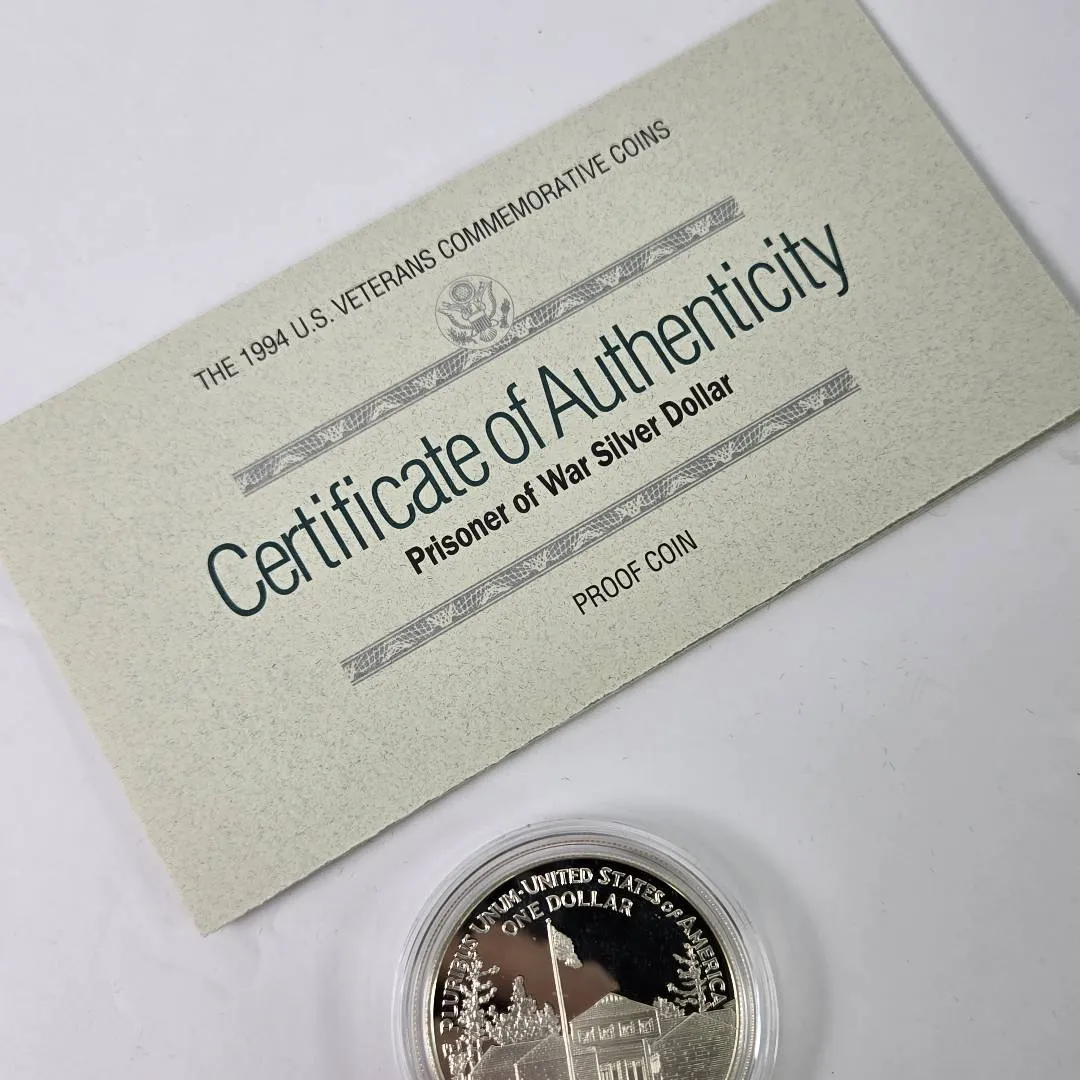 THE 1994 U.S. VETERANS COMMEMORATIVE COINS
Certificate of Authenticity
Prisoner of War Silver Dollar
PROOF COIN
PLURIBUS UNUM·UNITED STATES OF AMERICA
ONE DOLLAR